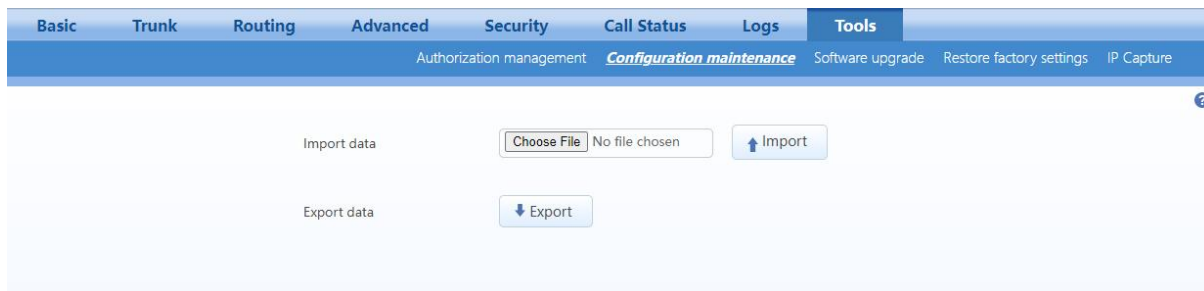 Basic Trunk Routing Advanced Security Call Status Logs Tools
Authorization management Configuration maintenance Software upgrade Restore factory settings IP Capture
?
Import data Choose File No file chosen Import
Export data Export